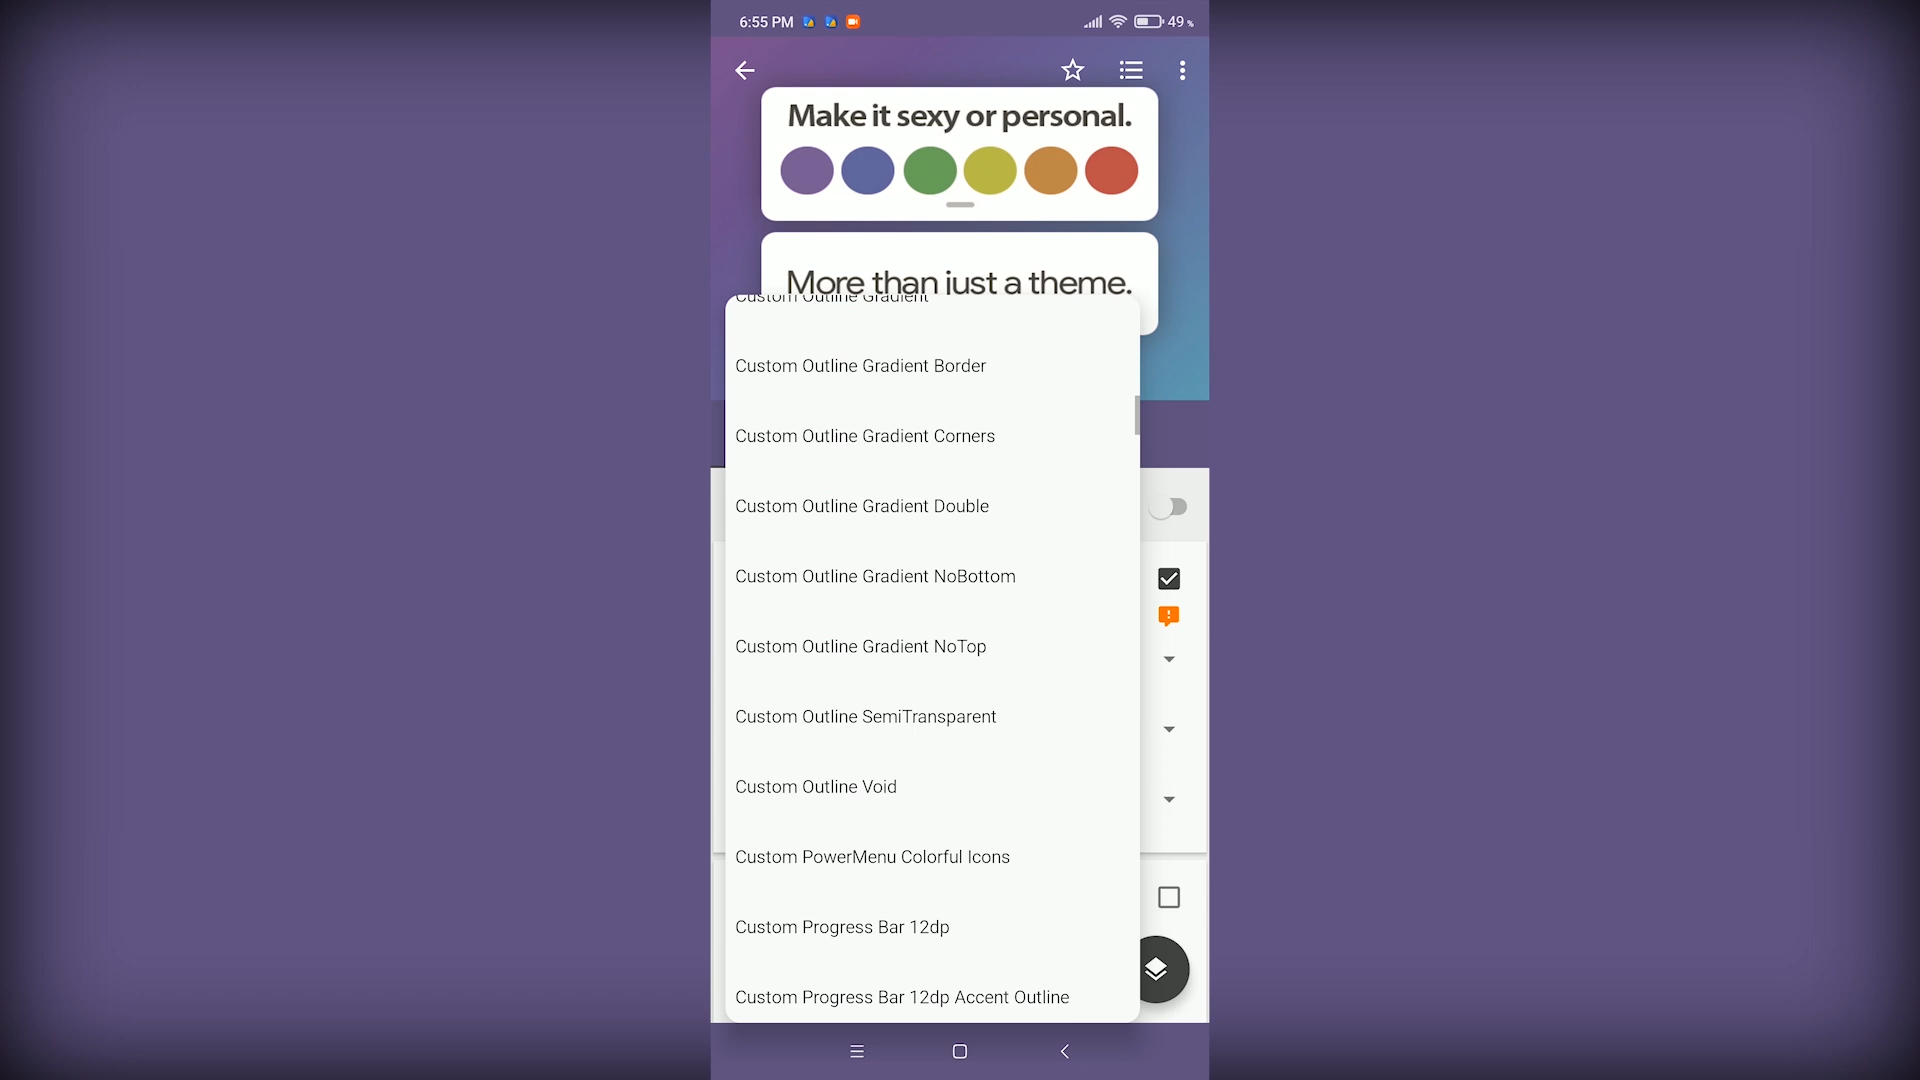 6:55 PM
49 %
Make it sexy or personal.
More than just a theme.
Custom Outline Gradient
Custom Outline Gradient Border
Custom Outline Gradient Corners
Custom Outline Gradient Double
Custom Outline Gradient NoBottom
Custom Outline Gradient NoTop
Custom Outline SemiTransparent
Custom Outline Void
Custom PowerMenu Colorful Icons
Custom Progress Bar 12dp
Custom Progress Bar 12dp Accent Outline